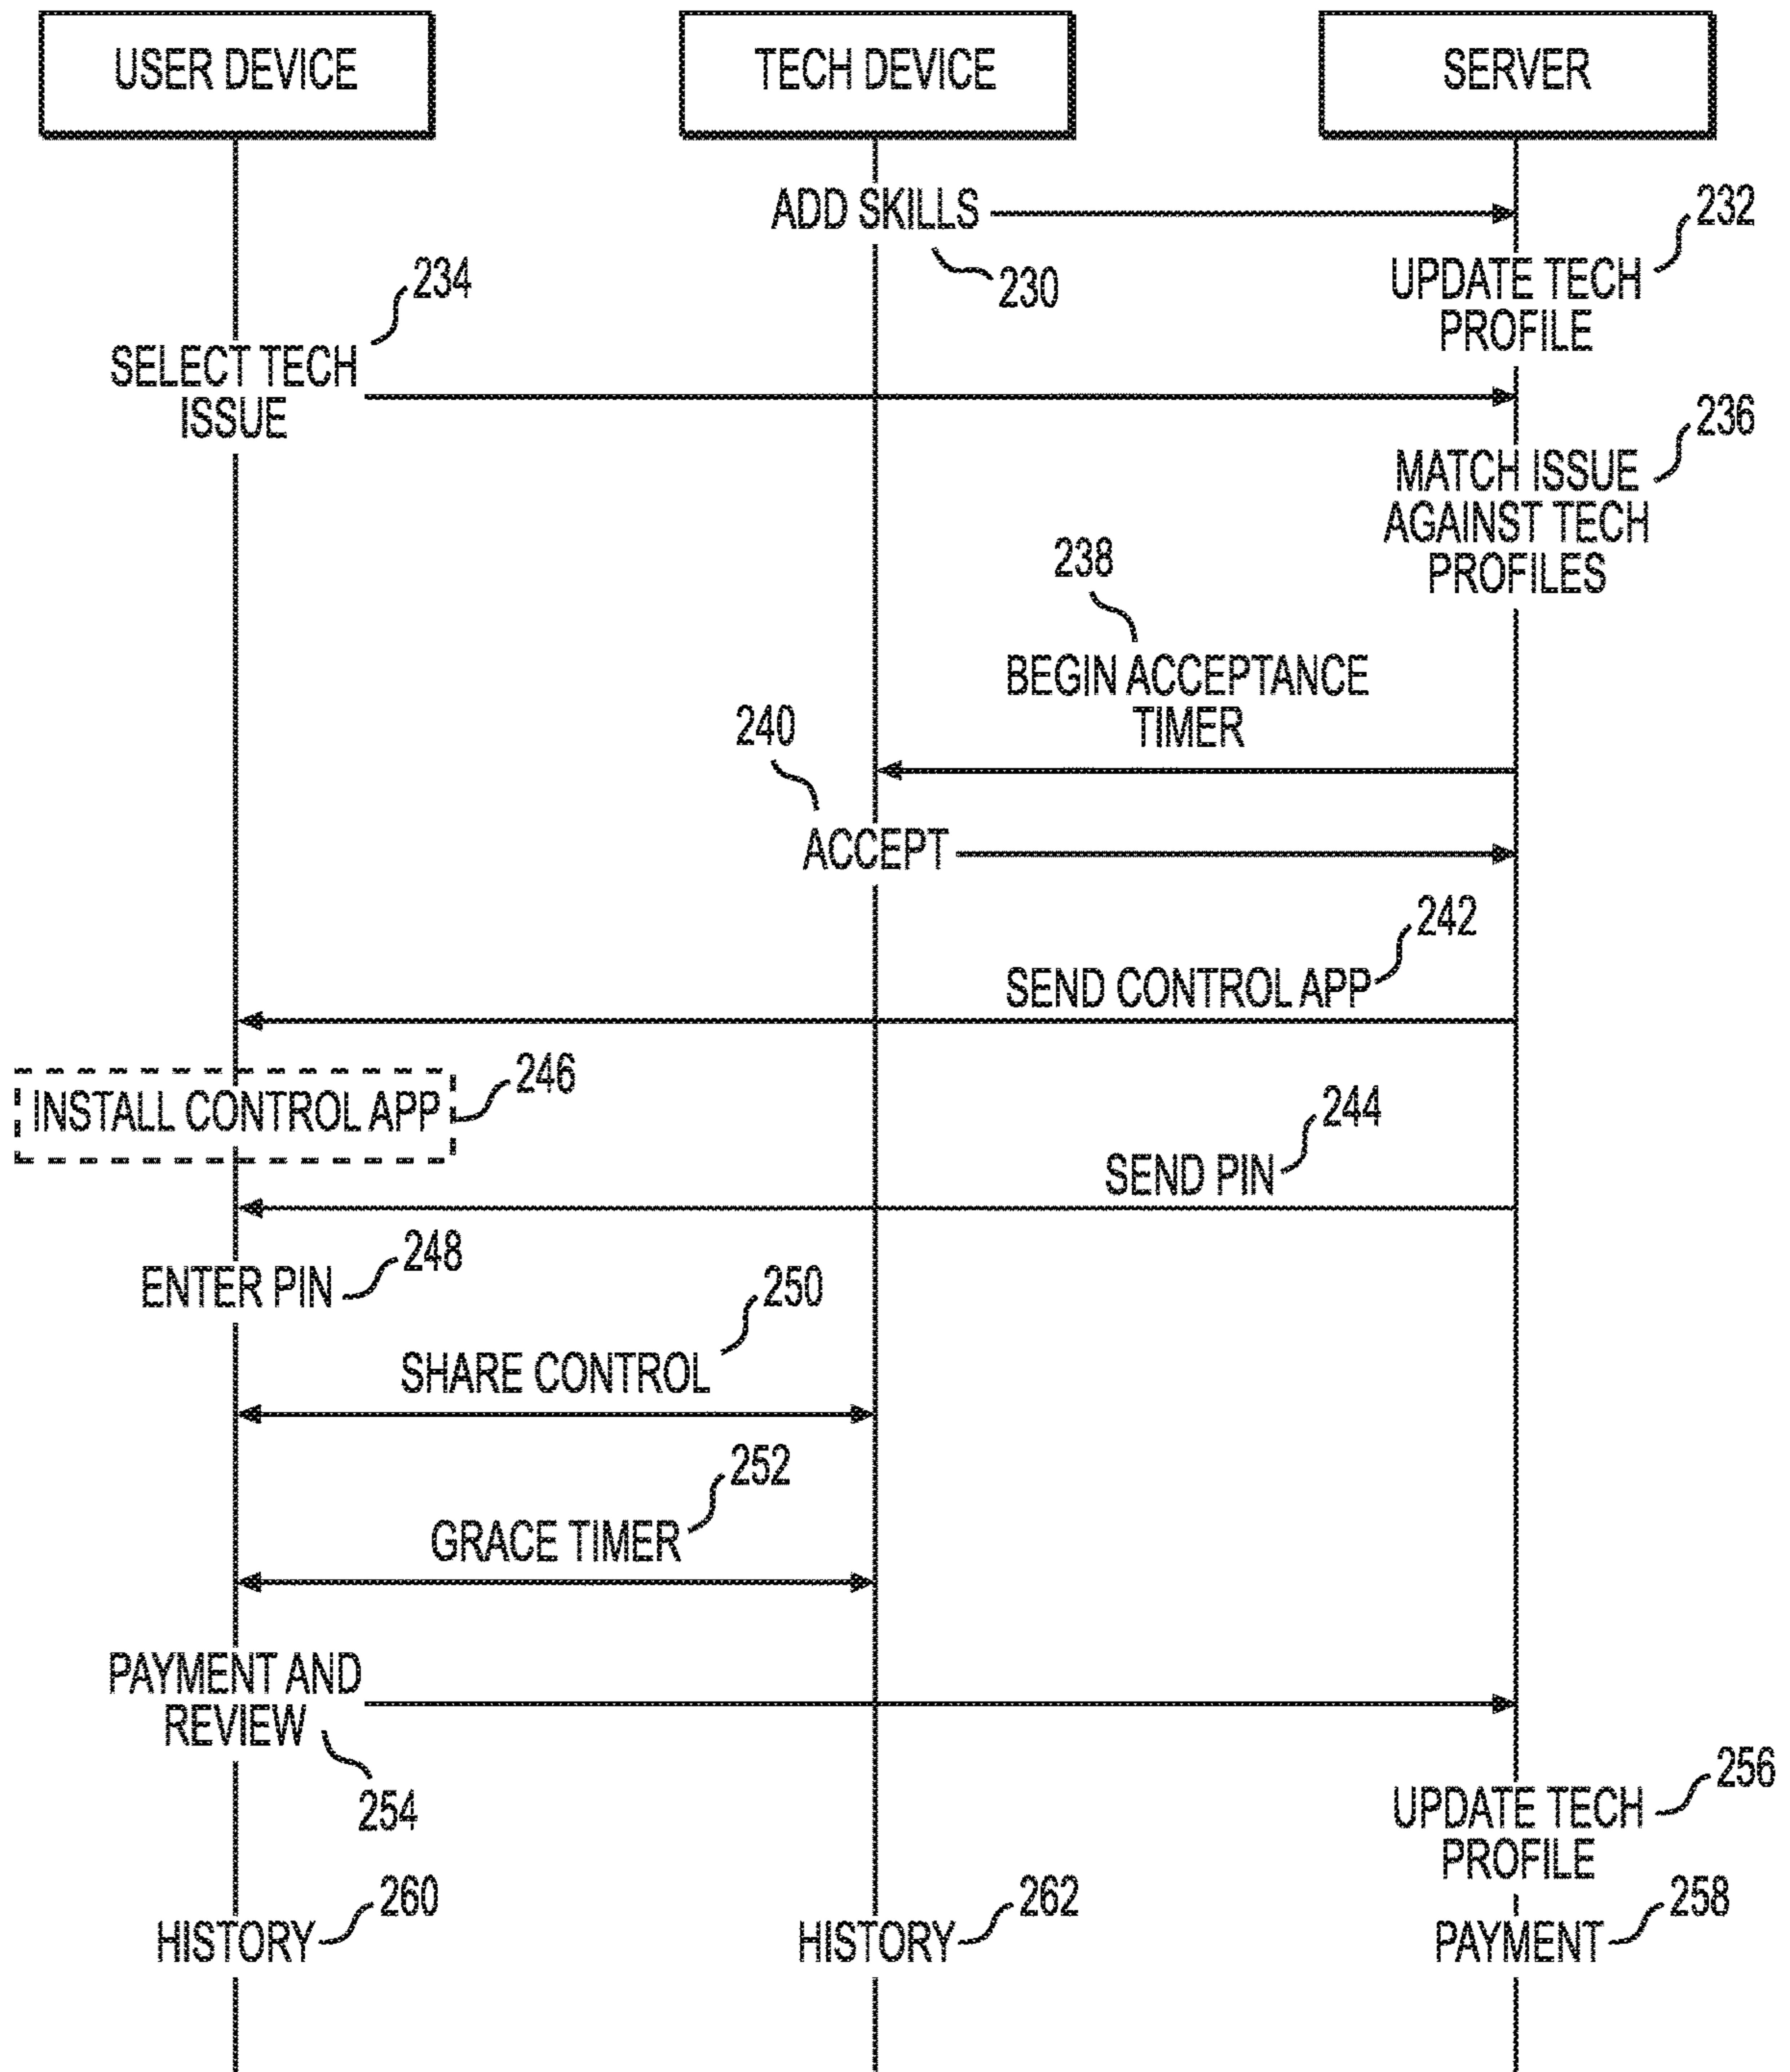 USER DEVICE
TECH DEVICE
SERVER
ADD SKILLS
230
232
UPDATE TECH
PROFILE
234
SELECT TECH
ISSUE
236
MATCH ISSUE
AGAINST TECH
PROFILES
238
BEGIN ACCEPTANCE
TIMER
240
ACCEPT
242
SEND CONTROL APP
246
INSTALL CONTROL APP
244
SEND PIN
248
ENTER PIN
250
SHARE CONTROL
252
GRACE TIMER
PAYMENT AND
REVIEW
254
256
UPDATE TECH
PROFILE
260
HISTORY
262
HISTORY
258
PAYMENT